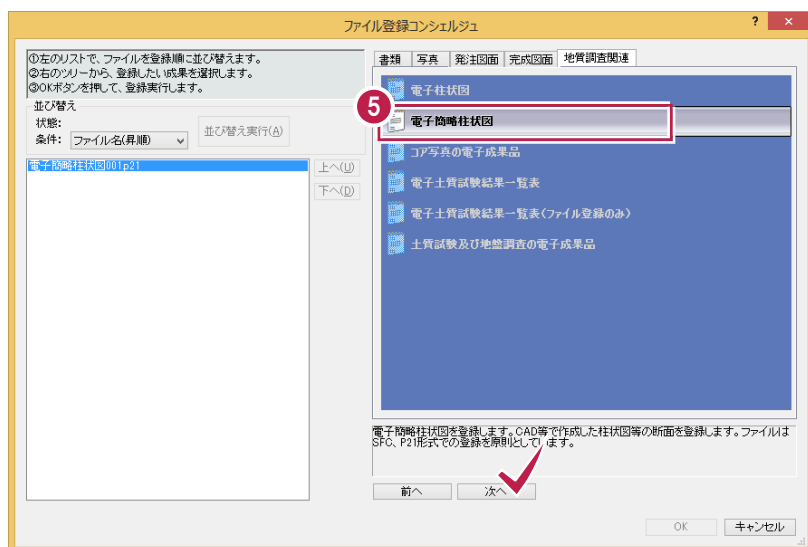 ファイル登録コンシェルジュ
? ×
①左のリストで、ファイルを登録順に並び替えます。
②右のツリーから、登録したい成果を選択します。
③OKボタンを押して、登録実行します。
並び替え
状態:
条件: ファイル名(昇順)
並び替え実行(A)
電子簡略柱状図001.p21
上へ(U)
下へ(D)
書類 写真 発注図面 完成図面 地質調査関連
電子柱状図
5
電子簡略柱状図
コア写真の電子成果品
電子土質試験結果一覧表
電子土質試験結果一覧表(ファイル登録のみ)
土質試験及び地盤調査の電子成果品
電子簡略柱状図を登録します。CAD等で作成した柱状図等の断面を登録します。ファイルは
SFC、P21形式での登録を原則としています。
前へ 次へ
OK キャンセル